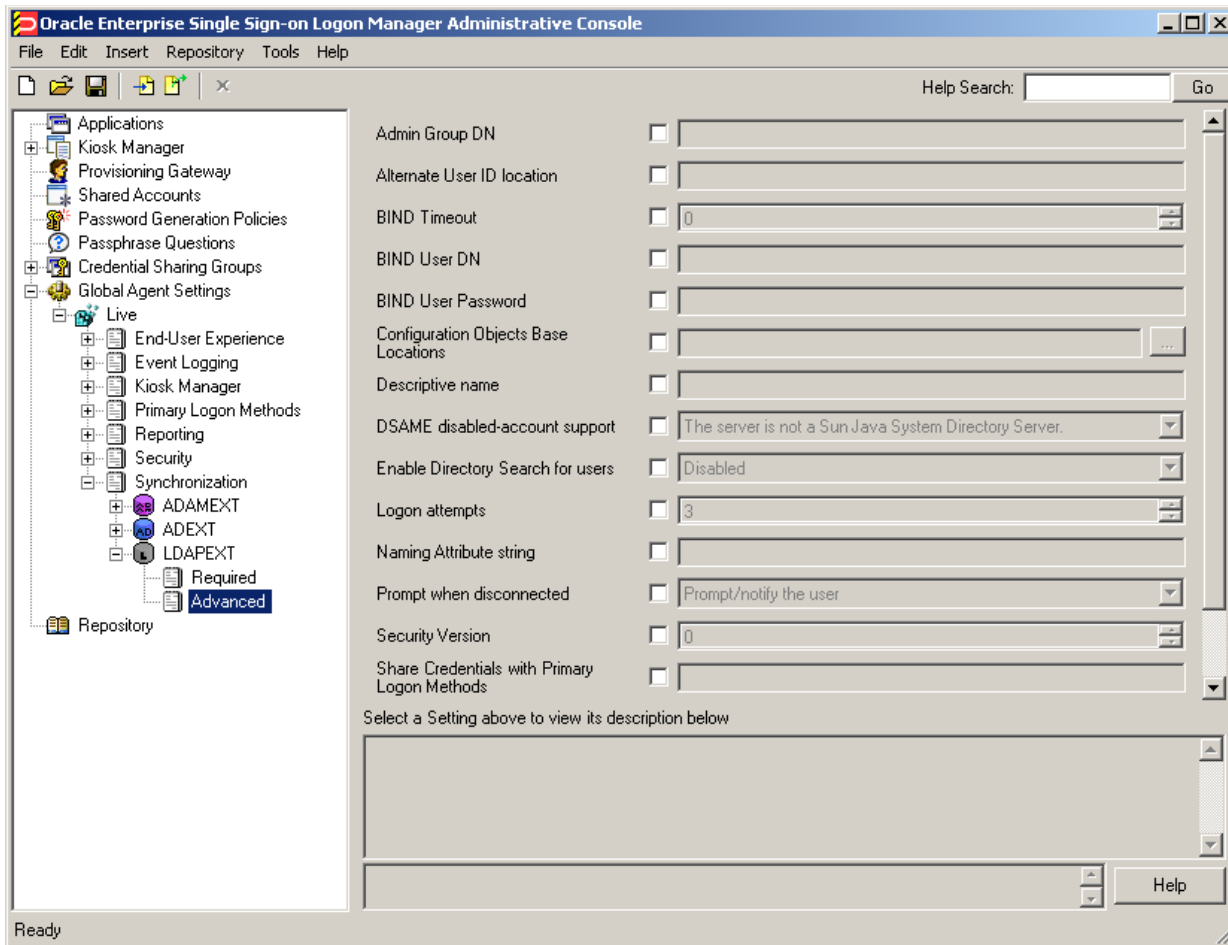 Oracle Enterprise Single Sign-on Logon Manager Administrative Console
File Edit Insert Repository Tools Help
Help Search: Go
Applications
Kiosk Manager
Provisioning Gateway
Shared Accounts
Password Generation Policies
Passphrase Questions
Credential Sharing Groups
Global Agent Settings
Live
End-User Experience
Event Logging
Kiosk Manager
Primary Logon Methods
Reporting
Security
Synchronization
ADAMEXT
AD ADEXT
L LDAPEXT
Required
Advanced
Repository
Admin Group DN
Alternate User ID location
BIND Timeout 0
BIND User DN
BIND User Password
Configuration Objects Base
Locations ...
Descriptive name
DSAME disabled-account support The server is not a Sun Java System Directory Server.
Enable Directory Search for users Disabled
Logon attempts 3
Naming Attribute string
Prompt when disconnected Prompt/notify the user
Security Version 0
Share Credentials with Primary
Logon Methods
Select a Setting above to view its description below
Help
Ready